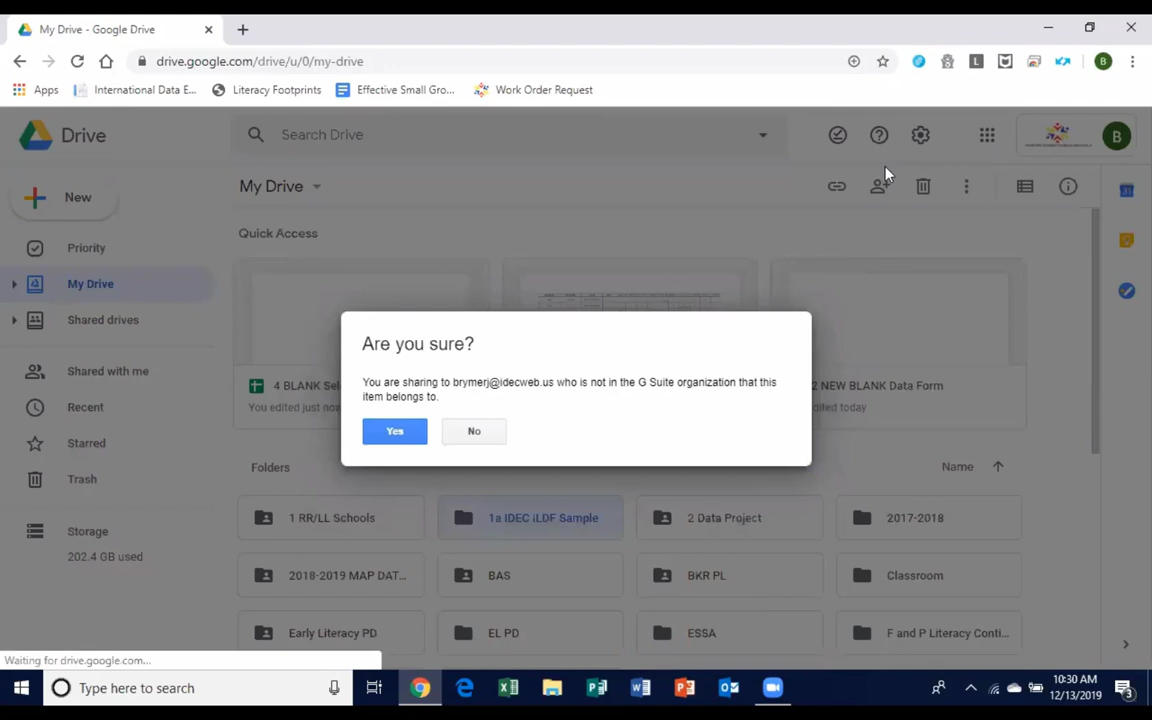 My Drive - Google Drive
drive.google.com/drive/u/0/my-drive
Apps International Data E... Literacy Footprints Effective Small Gro... Work Order Request
Drive
Search Drive
B
New
My Drive
Quick Access
Priority
My Drive
Shared drives
Shared with me
Recent
Starred
Trash
Storage
202.4 GB used
Are you sure?
You are sharing to brymerj@idecweb.us who is not in the G Suite organization that this
item belongs to.
Yes No
4 BLANK Sel
You edited just now
2 NEW BLANK Data Form
edited today
Folders Name
1 RR/LL Schools 1a IDEC iLDF Sample 2 Data Project 2017-2018
2018-2019 MAP DAT... BAS BKR PL Classroom
Early Literacy PD EL PD ESSA F and P Literacy Conti...
Waiting for drive.google.com...
Type here to search
10:30 AM
12/13/2019
3